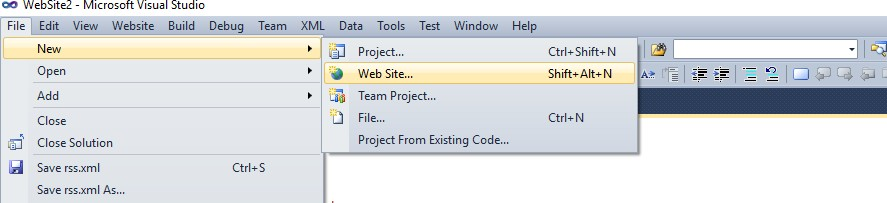 WebSite2 - Microsoft Visual Studio
File Edit View Website Build Debug Team XML Data Tools Test Window Help
New
Open
Add
Close
Close Solution
Save rss.xml Ctrl+S
Save rss.xml As...
Project... Ctrl+Shift+N
Web Site... Shift+Alt+N
Team Project...
File... Ctrl+N
Project From Existing Code...